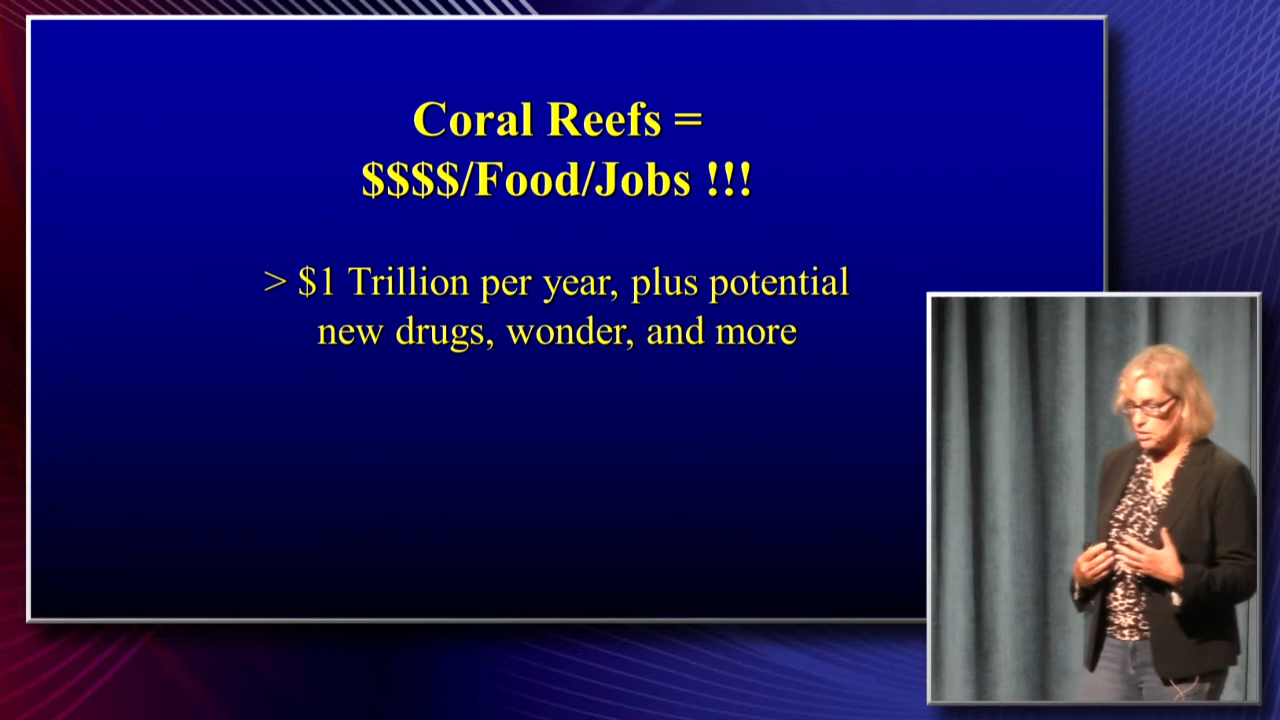 Coral Reefs =
$$$$/Food/Jobs !!!
> $1 Trillion per year, plus potential
new drugs, wonder, and more